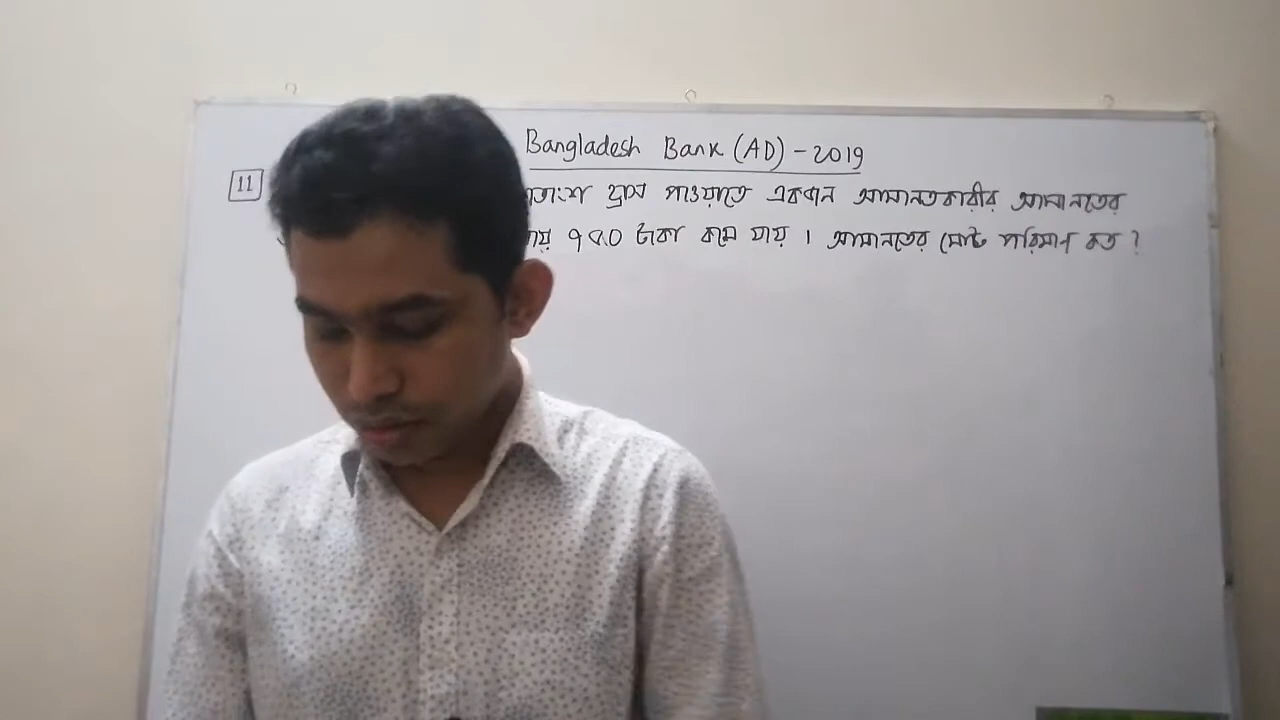 Bangladesh Bank (AD) - 2019
11
হ্রাস পাওয়াতে একজন আমানতকারীর আমানতের
৭৫০ টাকা কমে যায় । আমানতের মোট পরিমাণ কত ?